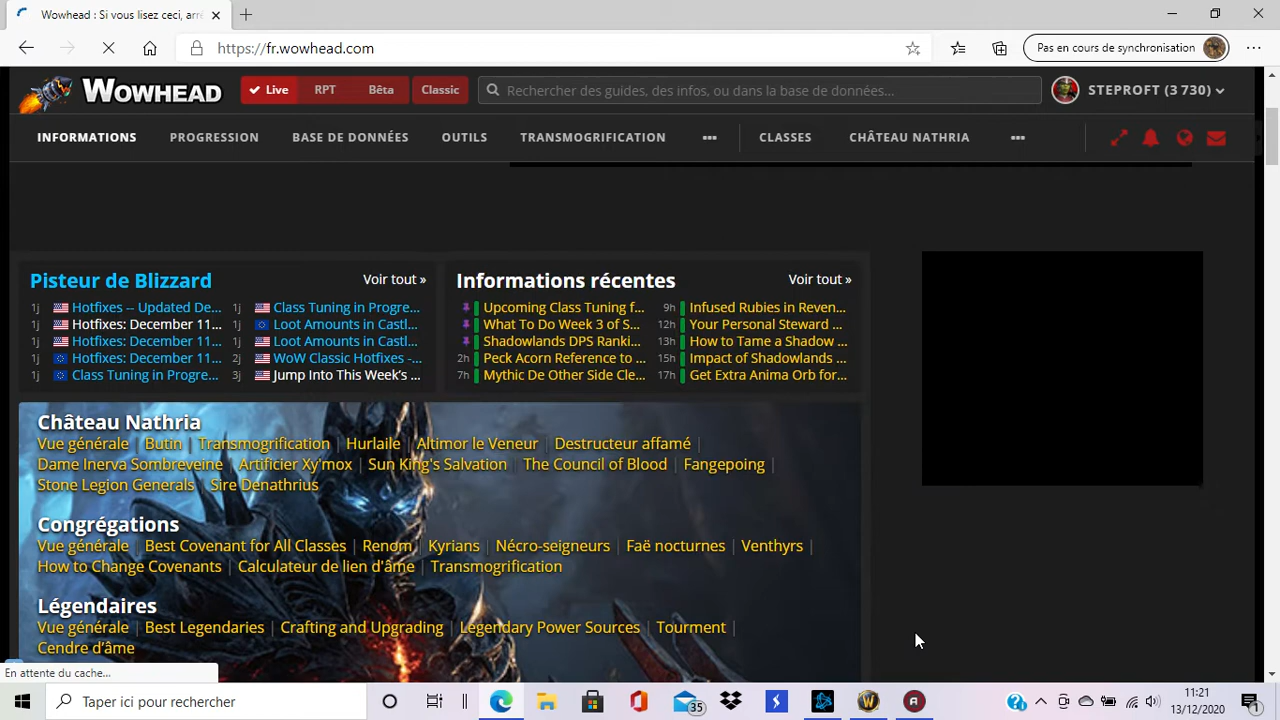 Wowhead : Si vous lisez ceci, arrê
https://fr.wowhead.com
Pas en cours de synchronisation
WOWHEAD
Live RPT Bêta Classic
Rechercher des guides, des infos, ou dans la base de données...
STEPROFT (3 730)
INFORMATIONS PROGRESSION BASE DE DONNÉES OUTILS TRANSMOGRIFICATION ••• CLASSES CHÂTEAU NATHRIA •••
Pisteur de Blizzard Voir tout »
1j Hotfixes -- Updated De... 1j Class Tuning in Progre...
1j Hotfixes: December 11... 1j Loot Amounts in Castl...
1j Hotfixes: December 11... 1j Loot Amounts in Castl...
1j Hotfixes: December 11... 2j WoW Classic Hotfixes -...
1j Class Tuning in Progre... 3j Jump Into This Week's ...
Informations récentes Voir tout »
Upcoming Class Tuning f... 9h Infused Rubies in Reven...
What To Do Week 3 of S... 12h Your Personal Steward ...
Shadowlands DPS Ranki... 13h How to Tame a Shadow ...
2h Peck Acorn Reference to ... 15h Impact of Shadowlands ...
7h Mythic De Other Side Cle... 17h Get Extra Anima Orb for...
Château Nathria
Vue générale | Butin | Transmogrification | Hurlaile | Altimor le Veneur | Destructeur affamé |
Dame Inerva Sombreveine | Artificier Xy'mox | Sun King's Salvation | The Council of Blood | Fangepoing |
Stone Legion Generals | Sire Denathrius
Congrégations
Vue générale | Best Covenant for All Classes | Renom | Kyrians | Nécro-seigneurs | Faë nocturnes | Venthyrs |
How to Change Covenants | Calculateur de lien d'âme | Transmogrification
Légendaires
Vue générale | Best Legendaries | Crafting and Upgrading | Legendary Power Sources | Tourment |
Cendre d'âme
En attente du cache...
Taper ici pour rechercher
35
11:21
13/12/2020
1